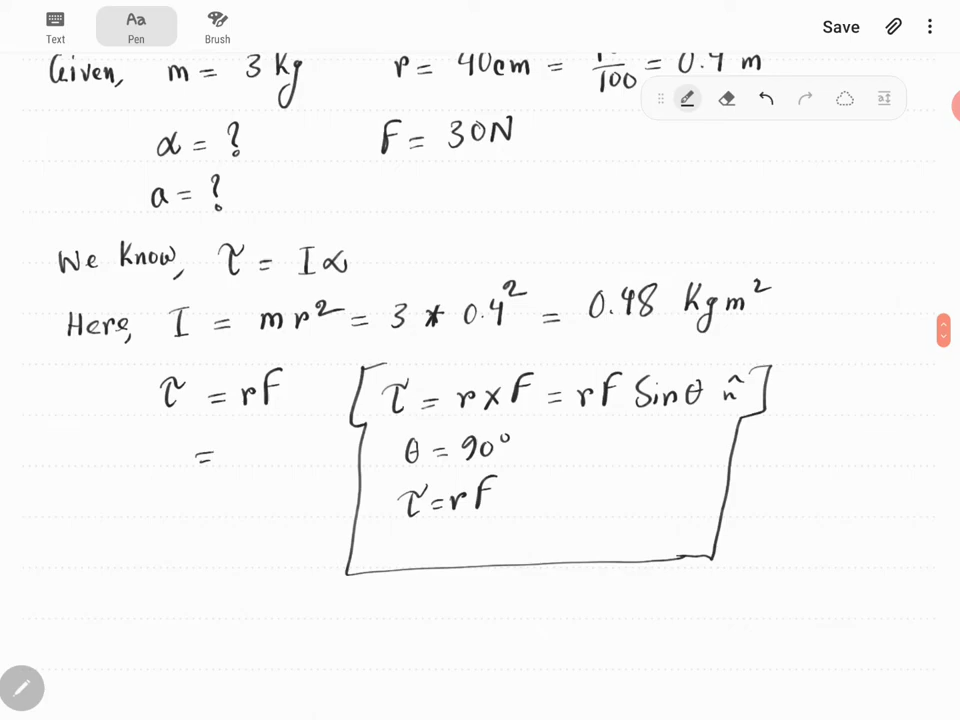 Text
Pen
Brush
Save
Given, m = 3 Kg r = 40cm = /100 = 0.4 m
α = ? F = 30N
a = ?
We Know, τ = Iα
Here, I = mr² = 3 * 0.4² = 0.48 Kgm²
τ = rF [τ = r × F = rF Sinθ n̂]
= θ = 90°
τ = rF